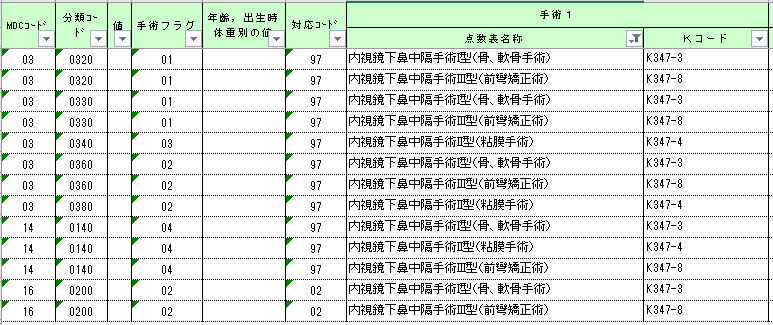 MDCコード 分類コード 値 手術フラグ 年齢，出生時体重別の値 対応コード 手術１
点数表名称 Ｋコード
03 0320 01 97 内視鏡下鼻中隔手術Ⅰ型（骨、軟骨手術） K347-3
03 0320 01 97 内視鏡下鼻中隔手術Ⅲ型（前彎矯正術） K347-8
03 0330 01 97 内視鏡下鼻中隔手術Ⅰ型（骨、軟骨手術） K347-3
03 0330 01 97 内視鏡下鼻中隔手術Ⅲ型（前彎矯正術） K347-8
03 0340 03 97 内視鏡下鼻中隔手術Ⅱ型（粘膜手術） K347-4
03 0360 02 97 内視鏡下鼻中隔手術Ⅰ型（骨、軟骨手術） K347-3
03 0360 02 97 内視鏡下鼻中隔手術Ⅲ型（前彎矯正術） K347-8
03 0380 02 97 内視鏡下鼻中隔手術Ⅱ型（粘膜手術） K347-4
14 0140 04 97 内視鏡下鼻中隔手術Ⅰ型（骨、軟骨手術） K347-3
14 0140 04 97 内視鏡下鼻中隔手術Ⅱ型（粘膜手術） K347-4
14 0140 04 97 内視鏡下鼻中隔手術Ⅲ型（前彎矯正術） K347-8
16 0200 02 02 内視鏡下鼻中隔手術Ⅰ型（骨、軟骨手術） K347-3
16 0200 02 02 内視鏡下鼻中隔手術Ⅲ型（前彎矯正術） K347-8